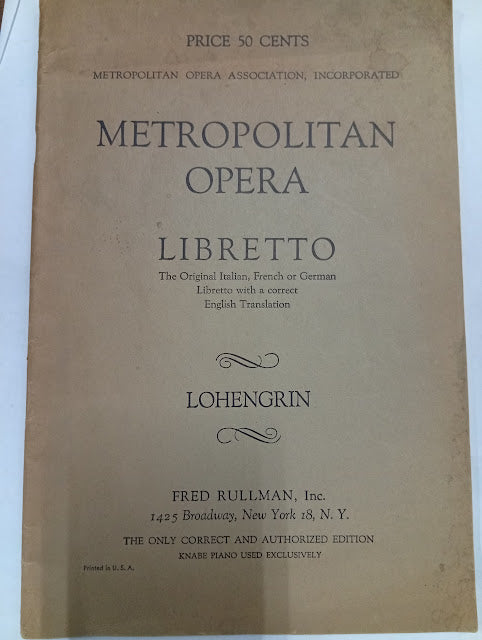 PRICE 50 CENTS
METROPOLITAN OPERA ASSOCIATION, INCORPORATED
METROPOLITAN
OPERA
LIBRETTO
The Original Italian, French or German
Libretto with a correct
English Translation
LOHENGRIN
FRED RULLMAN, Inc.
1425 Broadway, New York 18, N. Y.
THE ONLY CORRECT AND AUTHORIZED EDITION
KNABE PIANO USED EXCLUSIVELY
Printed in U. S. A.